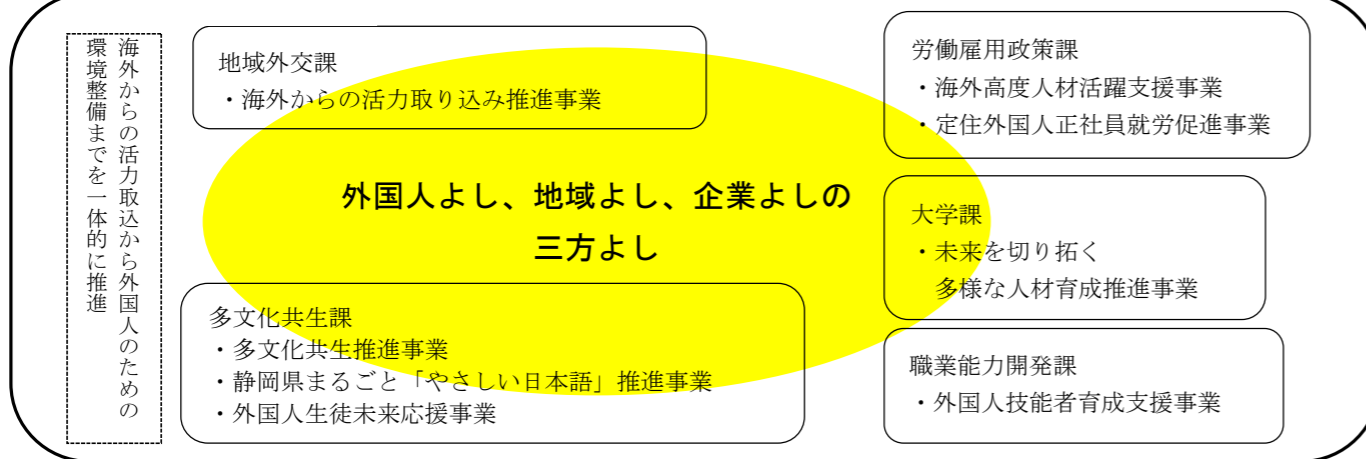 海外からの活力取込から外国人のための
環境整備までを一体的に推進
地域外交課
・海外からの活力取り込み推進事業
外国人よし、地域よし、企業よしの
三方よし
多文化共生課
・多文化共生推進事業
・静岡県まるごと「やさしい日本語」推進事業
・外国人生徒未来応援事業
労働雇用政策課
・海外高度人材活躍支援事業
・定住外国人正社員就労促進事業
大学課
・未来を切り拓く
多様な人材育成推進事業
職業能力開発課
・外国人技能者育成支援事業